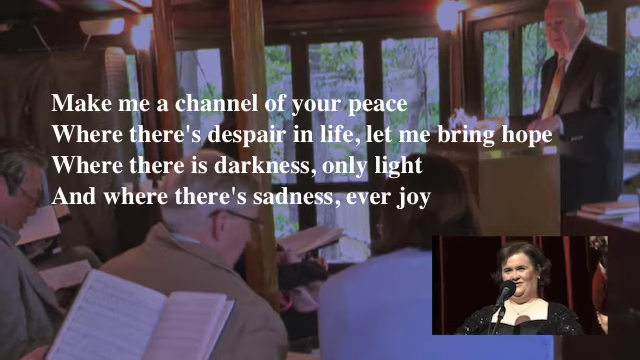 Make me a channel of your peace
Where there's despair in life, let me bring hope
Where there is darkness, only light
And where there's sadness, ever joy